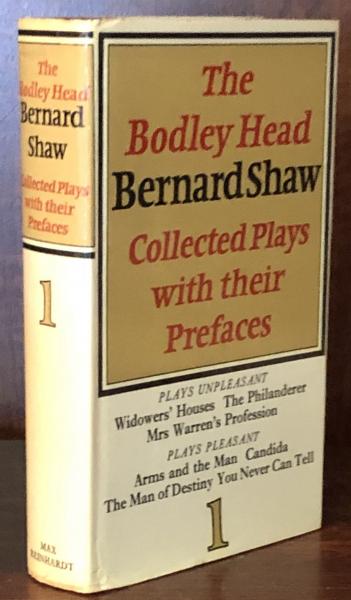 The
Bodley Head
Bernard
Shaw
Collected Plays
with their
Prefaces
1
MAX
REINHARDT
The
Bodley Head
Bernard Shaw
Collected Plays
with their
Prefaces
PLAYS UNPLEASANT
Widowers' Houses The Philanderer
Mrs Warren's Profession
PLAYS PLEASANT
Arms and the Man Candida
The Man of Destiny You Never Can Tell
1